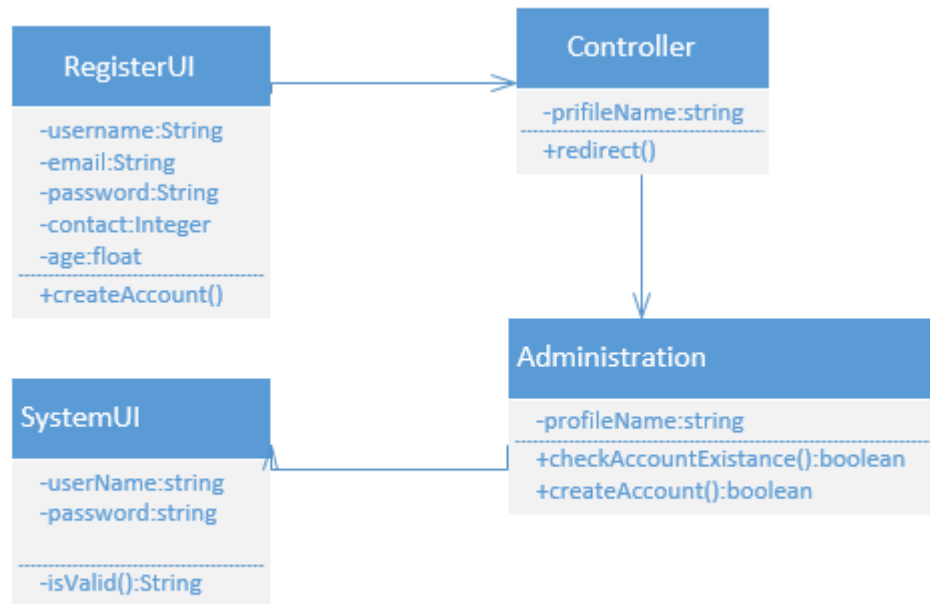 RegisterUI
-username:String
-email:String
-password:String
-contact:Integer
-age:float
+createAccount()
Controller
-prifileName:string
+redirect()
Administration
-profileName:string
+checkAccountExistance():boolean
+createAccount():boolean
SystemUI
-userName:string
-password:string
-isValid():String